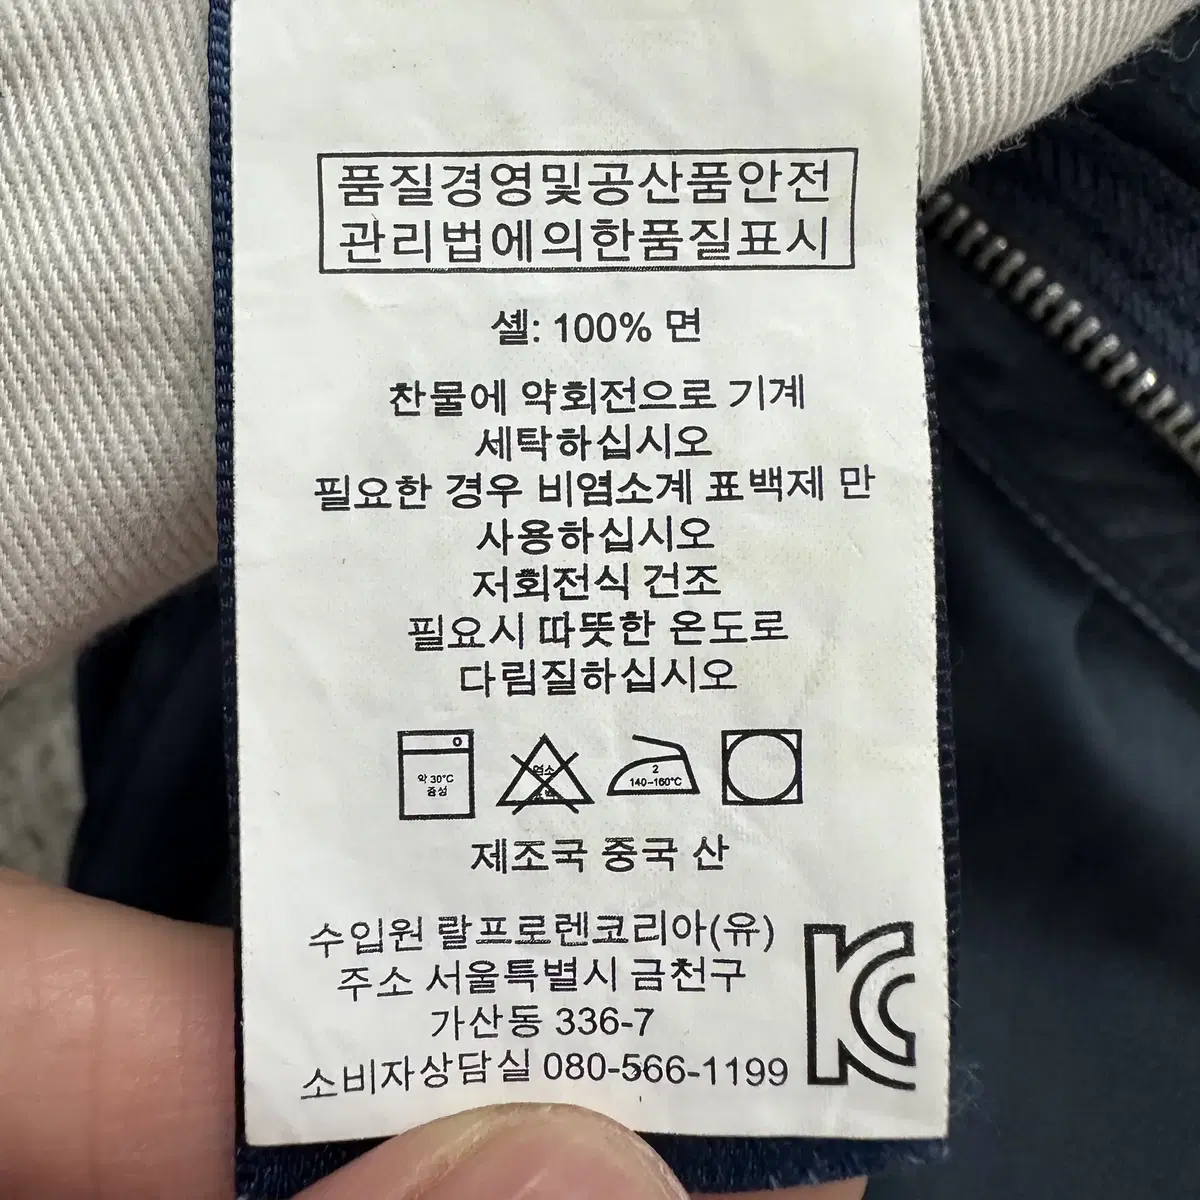 품질경영및공산품안전
관리법에의한품질표시
셸: 100% 면
찬물에 약회전으로 기계
세탁하십시오
필요한 경우 비염소계 표백제 만
사용하십시오
저회전식 건조
필요시 따뜻한 온도로
다림질하십시오
약 30°C
중성
염소
표백
2
140~160°C
제조국 중국 산
수입원 랄프로렌코리아(유)
주소 서울특별시 금천구
가산동 336-7
소비자상담실 080-566-1199
KC